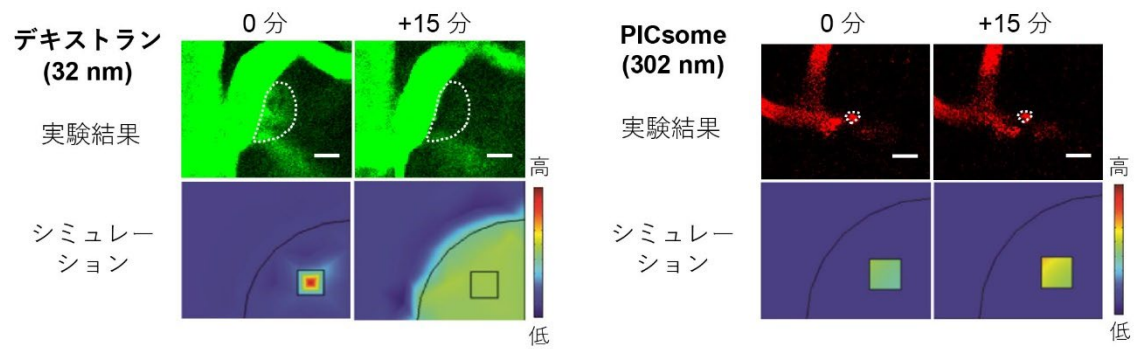 デキストラン
(32 nm)
0 分
+15 分
実験結果
シミュレー
ション
高
低
PICsome
(302 nm)
0 分
+15 分
実験結果
シミュレー
ション
高
低